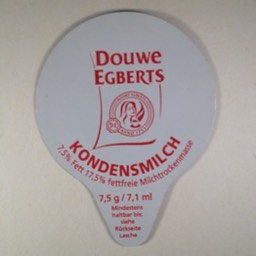 DOUWE
EGBERTS
KONDENSMILCH
7,5% Fett 17,5% fettfreie Milchtrockenmasse
7,5 g / 7,1 ml
Mindestens
haltbar bis
siehe
Rückseite
Lasche